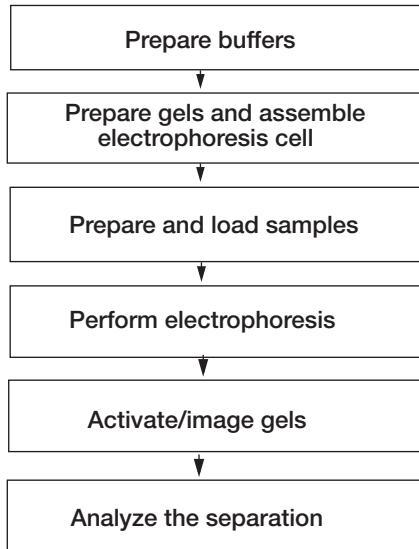 Prepare buffers
Prepare gels and assemble
electrophoresis cell
Prepare and load samples
Perform electrophoresis
Activate/image gels
Analyze the separation